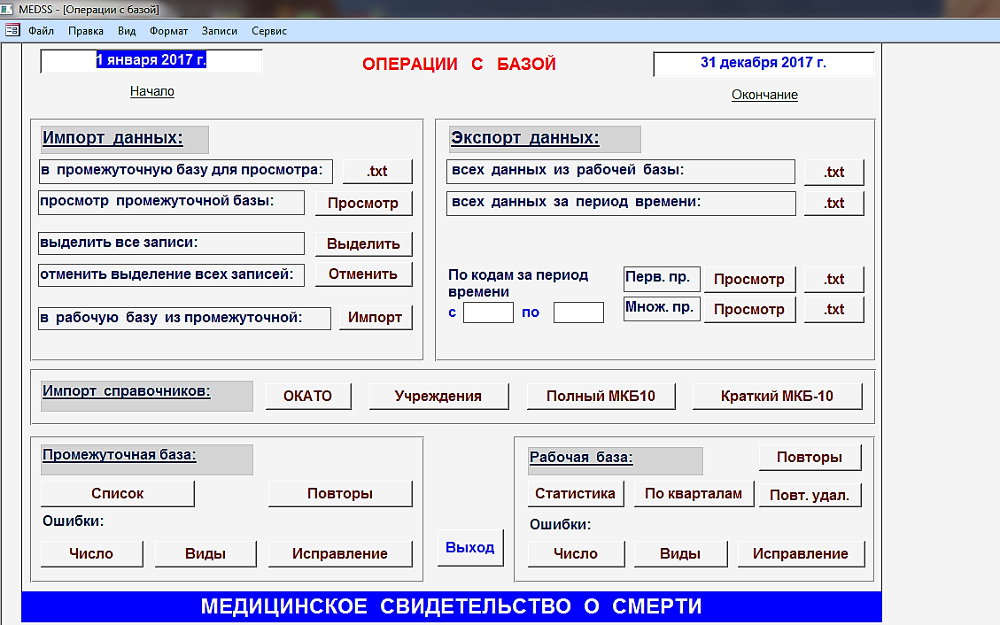 MEDSS - [Операции с базой]
Файл Правка Вид Формат Записи Сервис
1 января 2017 г.
ОПЕРАЦИИ С БАЗОЙ
31 декабря 2017 г.
Начало
Окончание
Импорт данных:
в промежуточную базу для просмотра: .txt
просмотр промежуточной базы: Просмотр
выделить все записи: Выделить
отменить выделение всех записей: Отменить
в рабочую базу из промежуточной: Импорт
Экспорт данных:
всех данных из рабочей базы: .txt
всех данных за период времени: .txt
По кодам за период
времени
с по
Перв. пр. Просмотр .txt
Множ. пр. Просмотр .txt
Импорт справочников: ОКАТО Учреждения Полный МКБ10 Краткий МКБ-10
Промежуточная база:
Список Повторы
Ошибки:
Число Виды Исправление
Выход
Рабочая база: Повторы
Статистика По кварталам Повт. удал.
Ошибки:
Число Виды Исправление
МЕДИЦИНСКОЕ СВИДЕТЕЛЬСТВО О СМЕРТИ